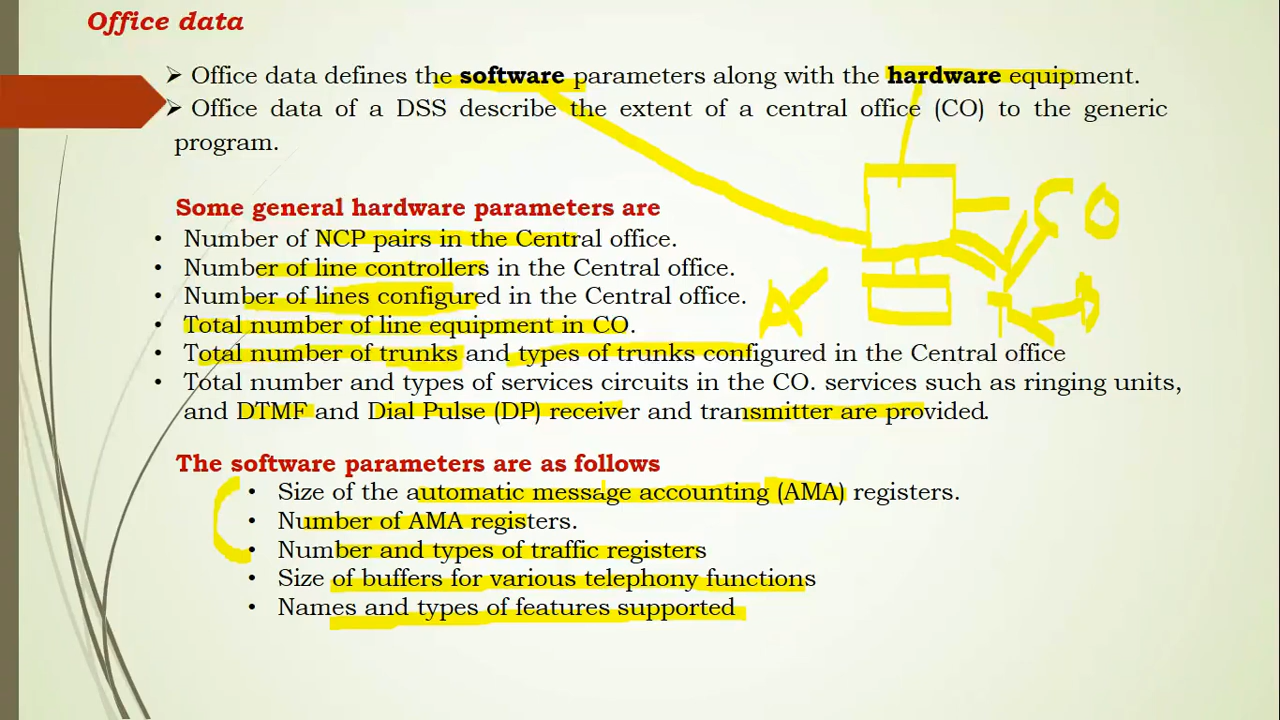 Office data
➢ Office data defines the software parameters along with the hardware equipment.
➢ Office data of a DSS describe the extent of a central office (CO) to the generic
program.
Some general hardware parameters are
• Number of NCP pairs in the Central office.
• Number of line controllers in the Central office.
• Number of lines configured in the Central office.
• Total number of line equipment in CO.
• Total number of trunks and types of trunks configured in the Central office
• Total number and types of services circuits in the CO. services such as ringing units,
and DTMF and Dial Pulse (DP) receiver and transmitter are provided.
The software parameters are as follows
• Size of the automatic message accounting (AMA) registers.
• Number of AMA registers.
• Number and types of traffic registers
• Size of buffers for various telephony functions
• Names and types of features supported
CO